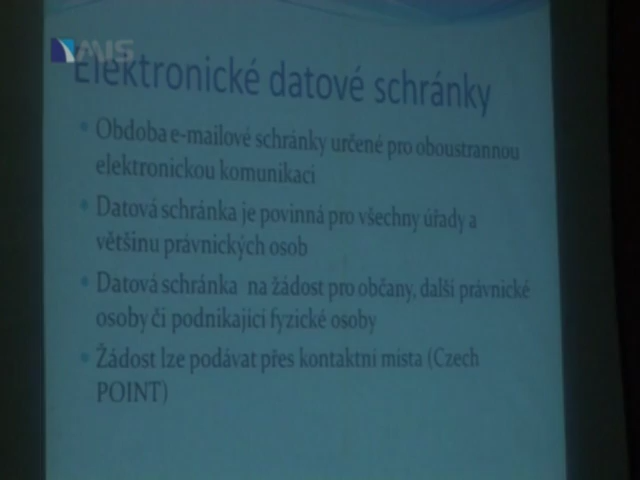 MIS
Elektronické datové schránky
Obdoba e-mailové schránky určené pro oboustrannou
elektronickou komunikaci
Datová schránka je povinná pro všechny úřady a
většinu právnických osob
Datová schránka na žádost pro občany, další právnické
osoby či podnikající fyzické osoby
Žádost lze podávat přes kontaktní místa (Czech
POINT)